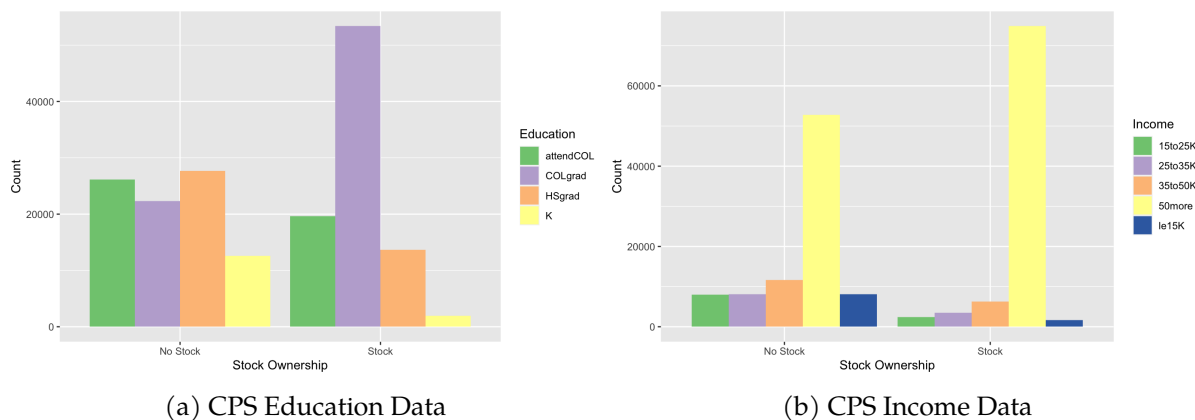 40000
20000
0
Count
No Stock
Stock
Stock Ownership
Education
attendCOL
COLgrad
HSgrad
K
(a) CPS Education Data
60000
40000
20000
0
Count
No Stock
Stock
Stock Ownership
Income
15to25K
25to35K
35to50K
50more
le15K
(b) CPS Income Data